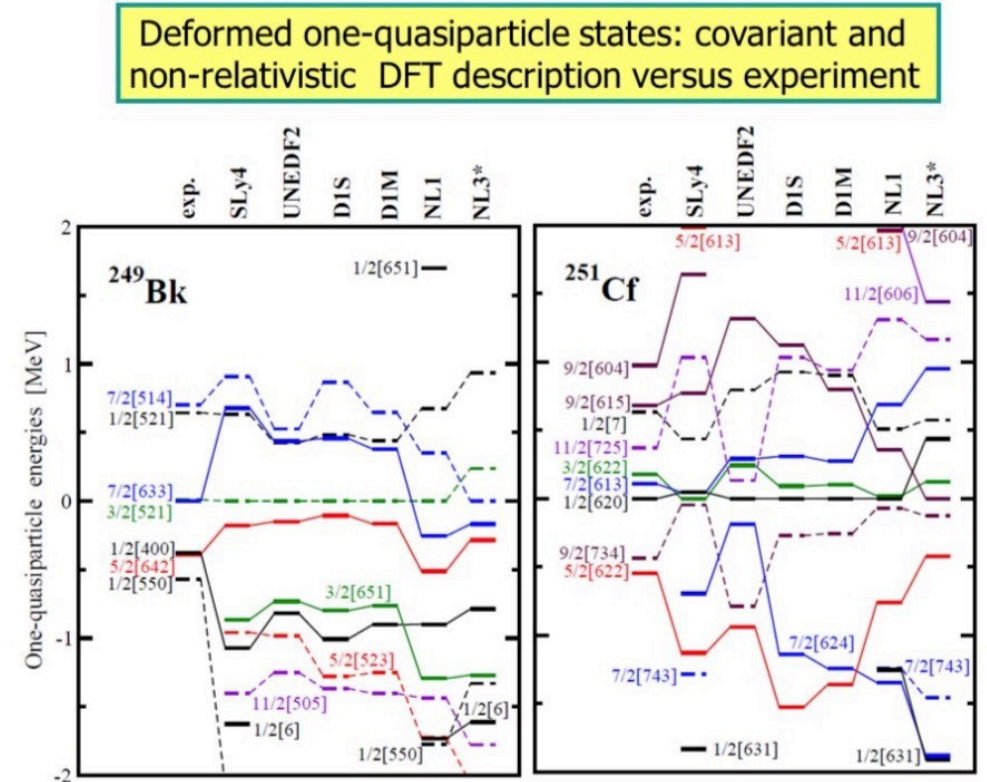 Deformed one-quasiparticle states: covariant and
non-relativistic DFT description versus experiment
exp.
SLy4
UNEDF2
D1S
D1M
NL1
NL3*
exp.
SLy4
UNEDF2
D1S
D1M
NL1
NL3*
One-quasiparticle energies [MeV]
2
1
0
-1
-2
249Bk
1/2[651]
7/2[514]
1/2[521]
7/2[633]
3/2[521]
1/2[400]
5/2[642]
1/2[550]
3/2[651]
5/2[523]
11/2[505]
1/2[6]
1/2[6]
1/2[550]
251Cf
5/2[613]
5/2[613]
9/2[604]
11/2[606]
9/2[604]
9/2[615]
1/2[7]
11/2[725]
3/2[622]
7/2[613]
1/2[620]
9/2[734]
5/2[622]
7/2[624]
7/2[743]
7/2[743]
1/2[631]
1/2[631]